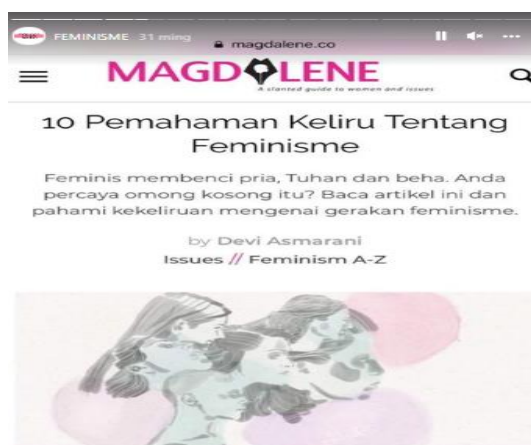 FEMINISME 31 ming
magdalene.co
MAGDALENE
A slanted guide to women and issues
10 Pemahaman Keliru Tentang
Feminisme
Feminis membenci pria, Tuhan dan beha. Anda
percaya omong kosong itu? Baca artikel ini dan
pahami kekeliruan mengenai gerakan feminisme.
by Devi Asmarani
Issues // Feminism A-Z